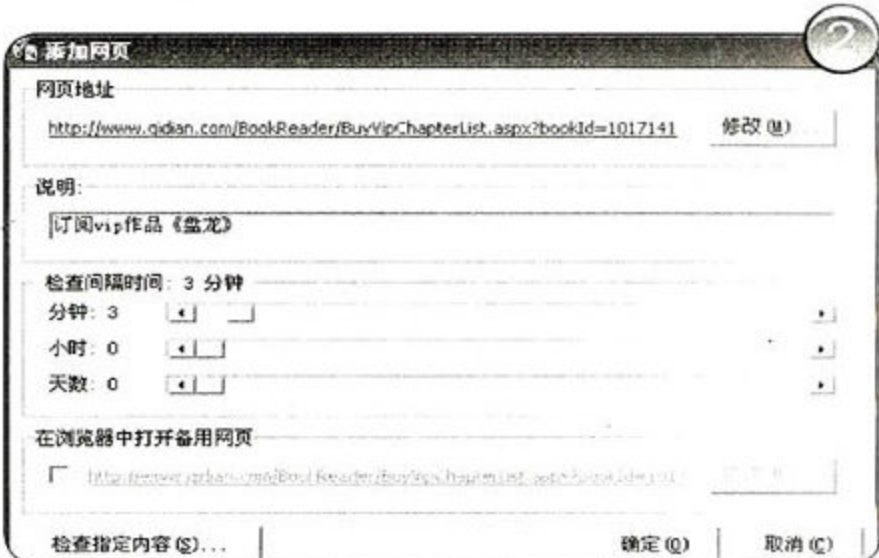 2
添加网页
网页地址
http://www.qidian.com/BookReader/BuyVipChapterList.aspx?bookId=1017141 修改(M)...
说明:
订阅vip作品《盘龙》
检查间隔时间: 3 分钟
分钟: 3
小时: 0
天数: 0
在浏览器中打开备用网页
检查指定内容(S)... 确定(O) 取消(C)